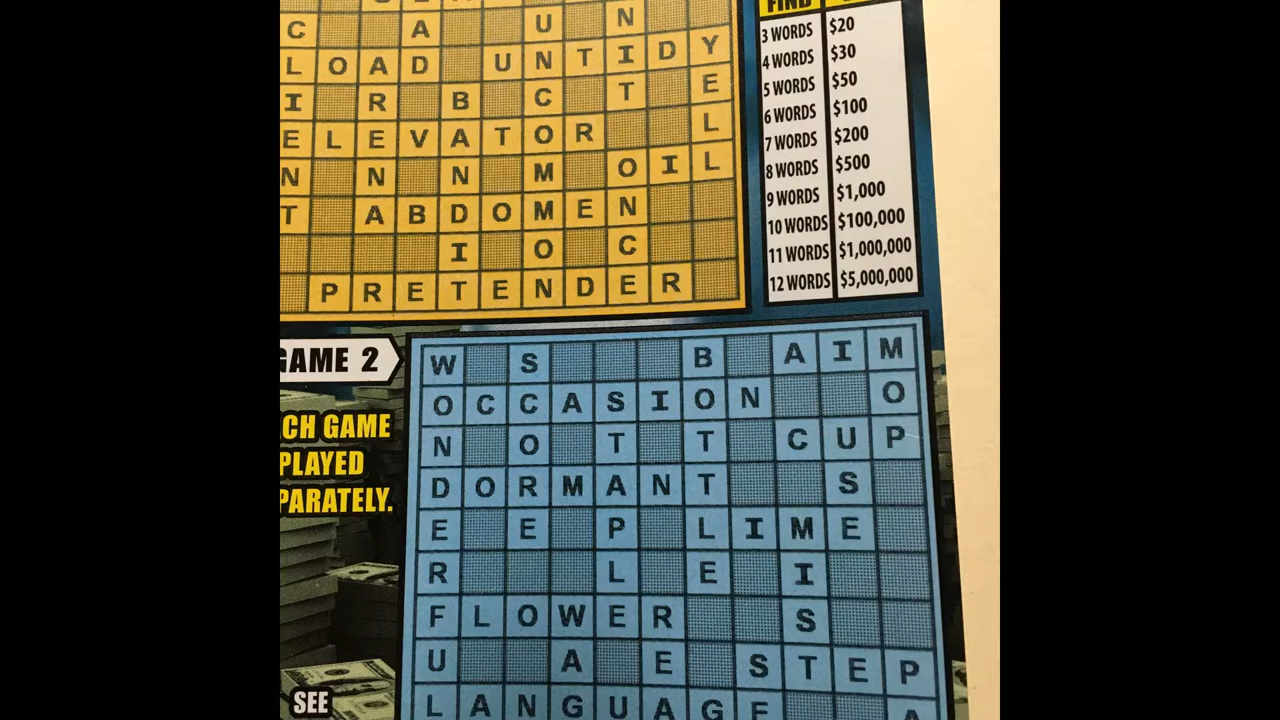 C A U N
L O A D U N T I D Y
I R B C T E
E L E V A T O R L
N N N M O I L
T A B D O M E N N
I O C
P R E T E N D E R
FIND
3 WORDS $20
4 WORDS $30
5 WORDS $50
6 WORDS $100
7 WORDS $200
8 WORDS $500
9 WORDS $1,000
10 WORDS $100,000
11 WORDS $1,000,000
12 WORDS $5,000,000
GAME 2
CH GAME
PLAYED
PARATELY.
SEE
W S B A I M
O C C A S I O N O
N O T T C U P
D O R M A N T S
E E P L I M E
R L E I
F L O W E R S
U A E S T E P
L A N G U A G E